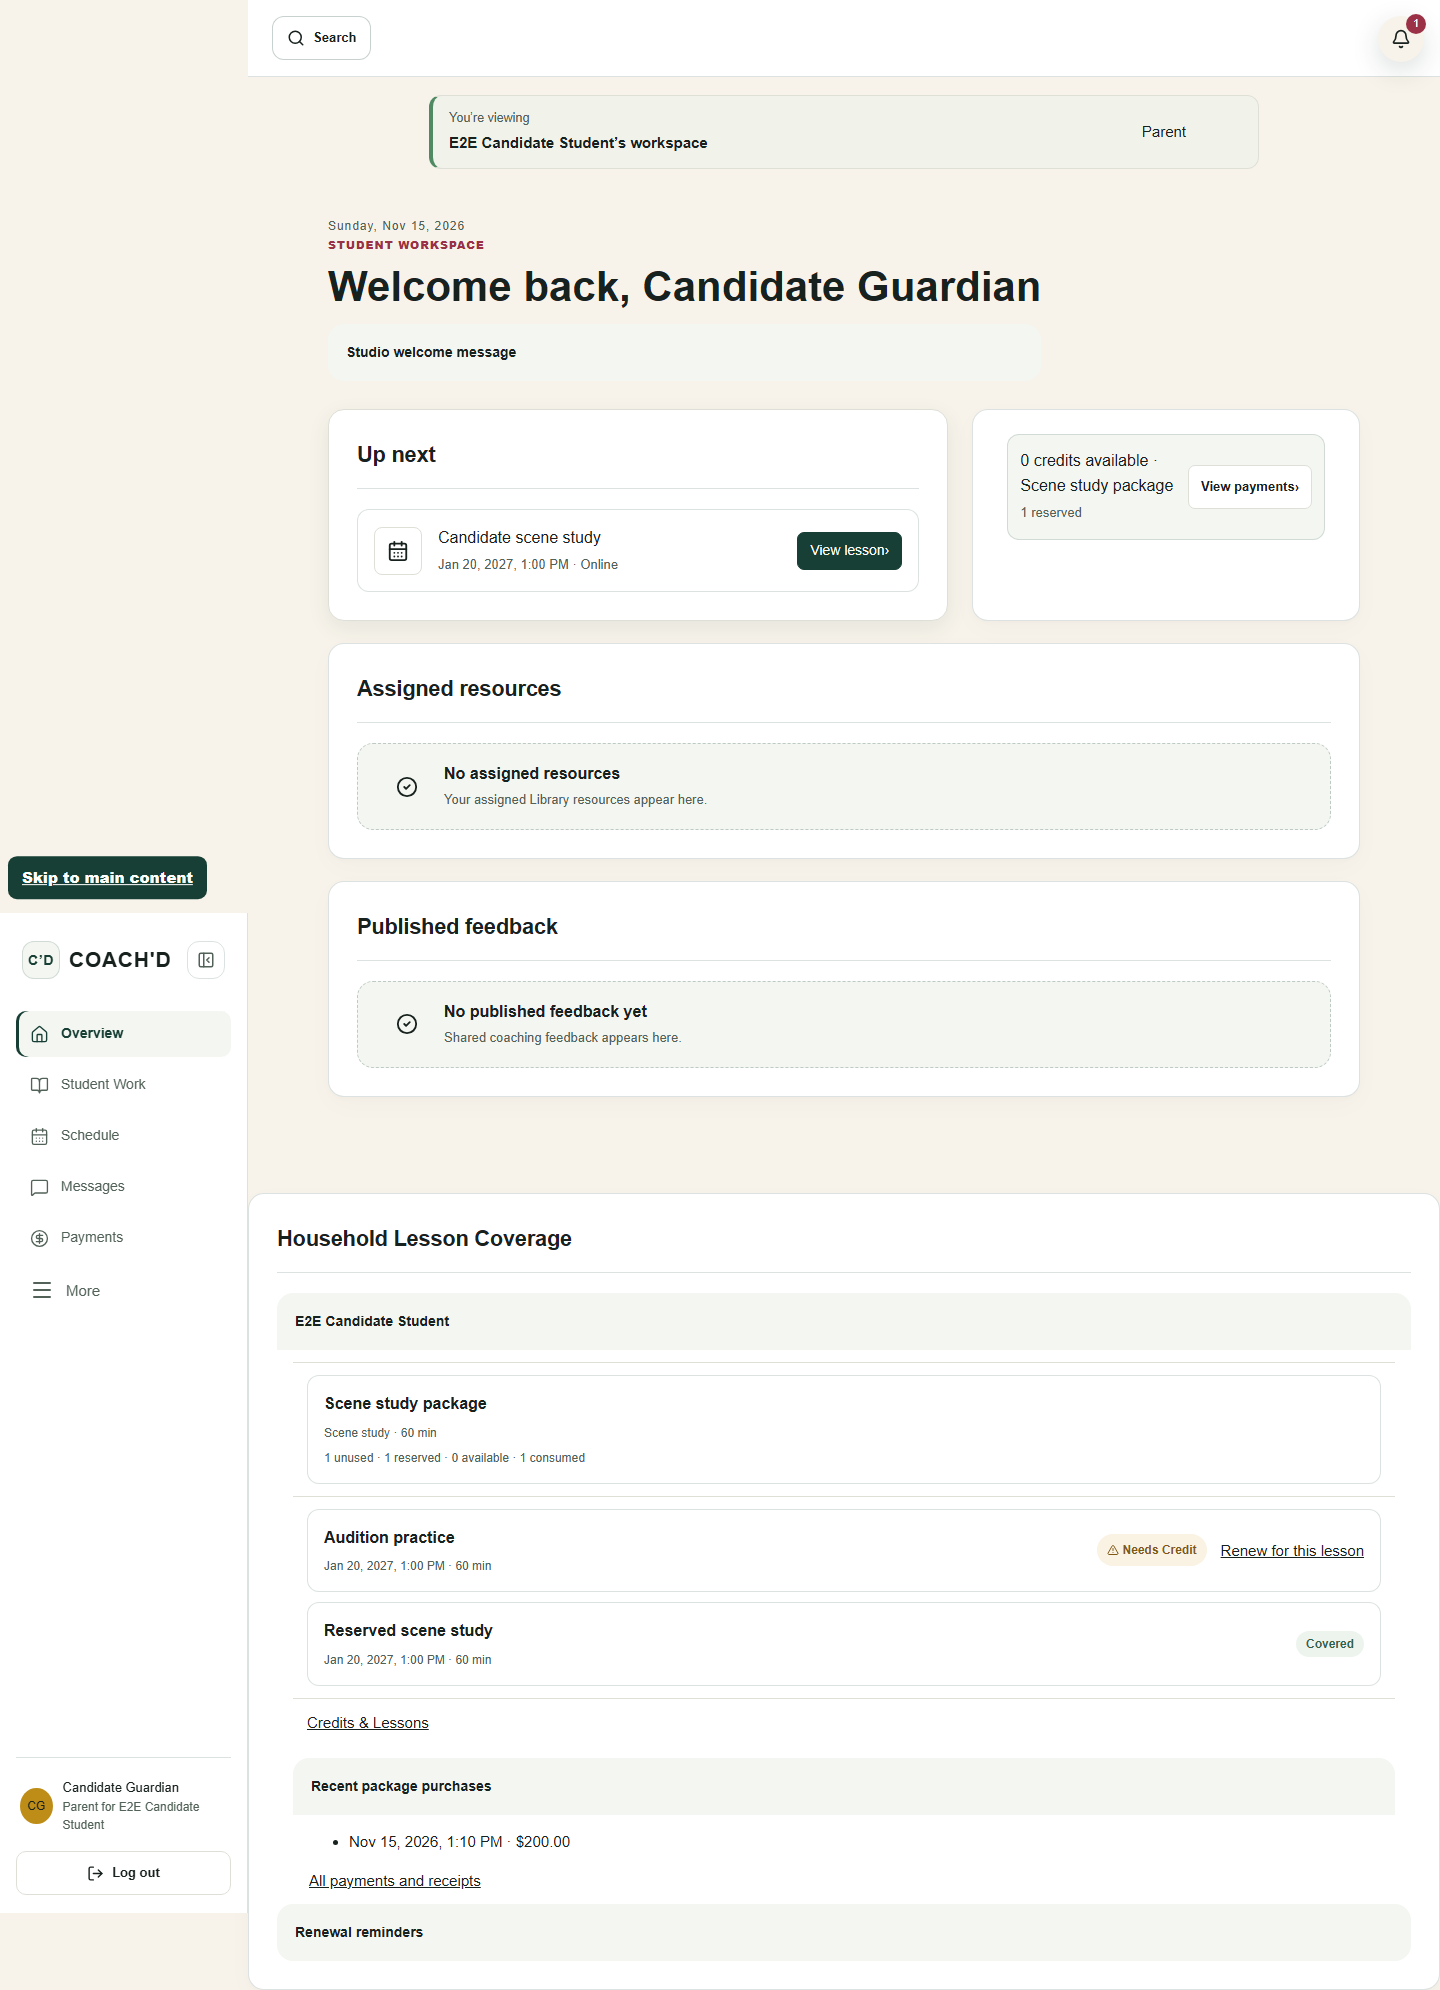 Search
1
You're viewing
E2E Candidate Student's workspace
Parent
Sunday, Nov 15, 2026
STUDENT WORKSPACE
Welcome back, Candidate Guardian
Studio welcome message
Up next
Candidate scene study
Jan 20, 2027, 1:00 PM · Online
View lesson›
0 credits available ·
Scene study package
1 reserved
View payments›
Assigned resources
No assigned resources
Your assigned Library resources appear here.
Published feedback
No published feedback yet
Shared coaching feedback appears here.
Skip to main content
C'D
COACH'D
Overview
Student Work
Schedule
Messages
Payments
More
Candidate Guardian
Parent for E2E Candidate
Student
CG
Log out
Household Lesson Coverage
E2E Candidate Student
Scene study package
Scene study · 60 min
1 unused · 1 reserved · 0 available · 1 consumed
Audition practice
Jan 20, 2027, 1:00 PM · 60 min
Needs Credit
Renew for this lesson
Reserved scene study
Jan 20, 2027, 1:00 PM · 60 min
Covered
Credits & Lessons
Recent package purchases
• Nov 15, 2026, 1:10 PM · $200.00
All payments and receipts
Renewal reminders